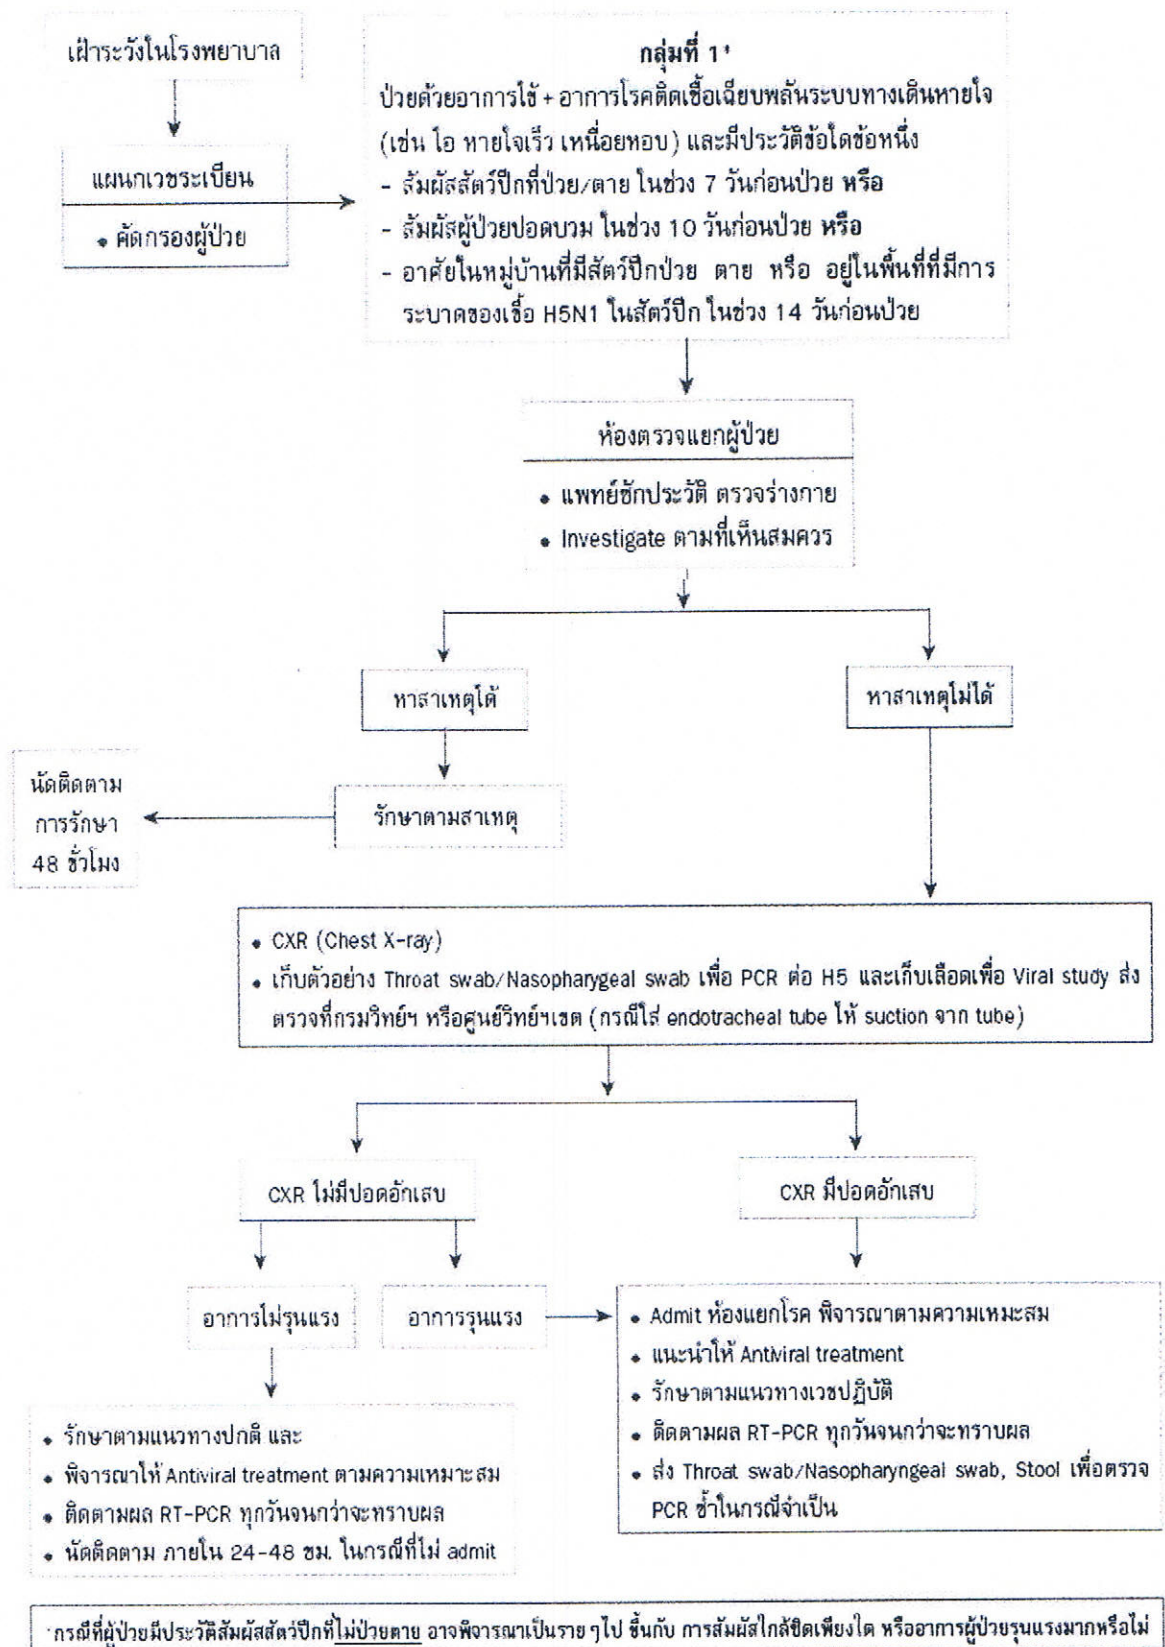 เฝ้าระวังในโรงพยาบาล
แผนกเวชระเบียน
• คัดกรองผู้ป่วย
กลุ่มที่ 1*
ป่วยด้วยอาการไข้ + อาการโรคติดเชื้อเฉียบพลันระบบทางเดินหายใจ
(เช่น ไอ หายใจเร็ว เหนื่อยหอบ) และมีประวัติข้อใดข้อหนึ่ง
- สัมผัสสัตว์ปีกที่ป่วย/ตาย ในช่วง 7 วันก่อนป่วย หรือ
- สัมผัสผู้ป่วยปอดบวม ในช่วง 10 วันก่อนป่วย หรือ
- อาศัยในหมู่บ้านที่มีสัตว์ปีกป่วย ตาย หรือ อยู่ในพื้นที่ที่มีการ
ระบาดของเชื้อ H5N1 ในสัตว์ปีก ในช่วง 14 วันก่อนป่วย
ห้องตรวจแยกผู้ป่วย
• แพทย์ซักประวัติ ตรวจร่างกาย
• Investigate ตามที่เห็นสมควร
หาสาเหตุได้
หาสาเหตุไม่ได้
รักษาตามสาเหตุ
นัดติดตาม
การรักษา
48 ชั่วโมง
• CXR (Chest X-ray)
• เก็บตัวอย่าง Throat swab/Nasopharygeal swab เพื่อ PCR ต่อ H5 และเก็บเลือดเพื่อ Viral study ส่ง
ตรวจที่กรมวิทย์ฯ หรือศูนย์วิทย์ฯเขต (กรณีใส่ endotracheal tube ให้ suction จาก tube)
CXR ไม่มีปอดอักเสบ
CXR มีปอดอักเสบ
อาการไม่รุนแรง
อาการรุนแรง
• Admit ห้องแยกโรค พิจารณาตามความเหมาะสม
• แนะนำให้ Antiviral treatment
• รักษาตามแนวทางเวชปฏิบัติ
• ติดตามผล RT-PCR ทุกวันจนกว่าจะทราบผล
• ส่ง Throat swab/Nasopharyngeal swab, Stool เพื่อตรวจ
PCR ซ้ำในกรณีจำเป็น
• รักษาตามแนวทางปกติ และ
• พิจารณาให้ Antiviral treatment ตามความเหมาะสม
• ติดตามผล RT-PCR ทุกวันจนกว่าจะทราบผล
• นัดติดตาม ภายใน 24-48 ชม. ในกรณีที่ไม่ admit
*กรณีที่ผู้ป่วยมีประวัติสัมผัสสัตว์ปีกที่ไม่ป่วยตาย อาจพิจารณาเป็นราย ๆไป ขึ้นกับ การสัมผัสใกล้ชิดเพียงใด หรืออาการผู้ป่วยรุนแรงมากหรือไม่